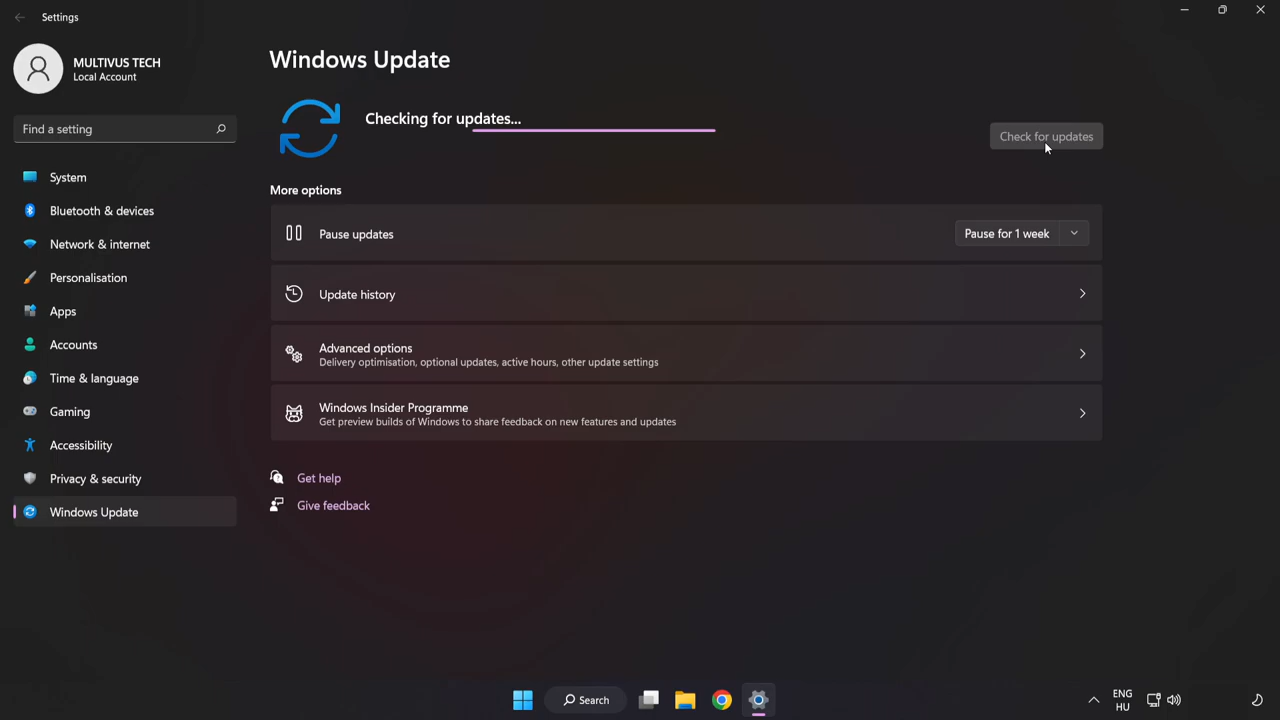 Settings
MULTIVUS TECH
Local Account
Find a setting
System
Bluetooth & devices
Network & internet
Personalisation
Apps
Accounts
Time & language
Gaming
Accessibility
Privacy & security
Windows Update
Windows Update
Checking for updates...
Check for updates
More options
Pause updates
Pause for 1 week
Update history
Advanced options
Delivery optimisation, optional updates, active hours, other update settings
Windows Insider Programme
Get preview builds of Windows to share feedback on new features and updates
Get help
Give feedback
Search
ENG
HU